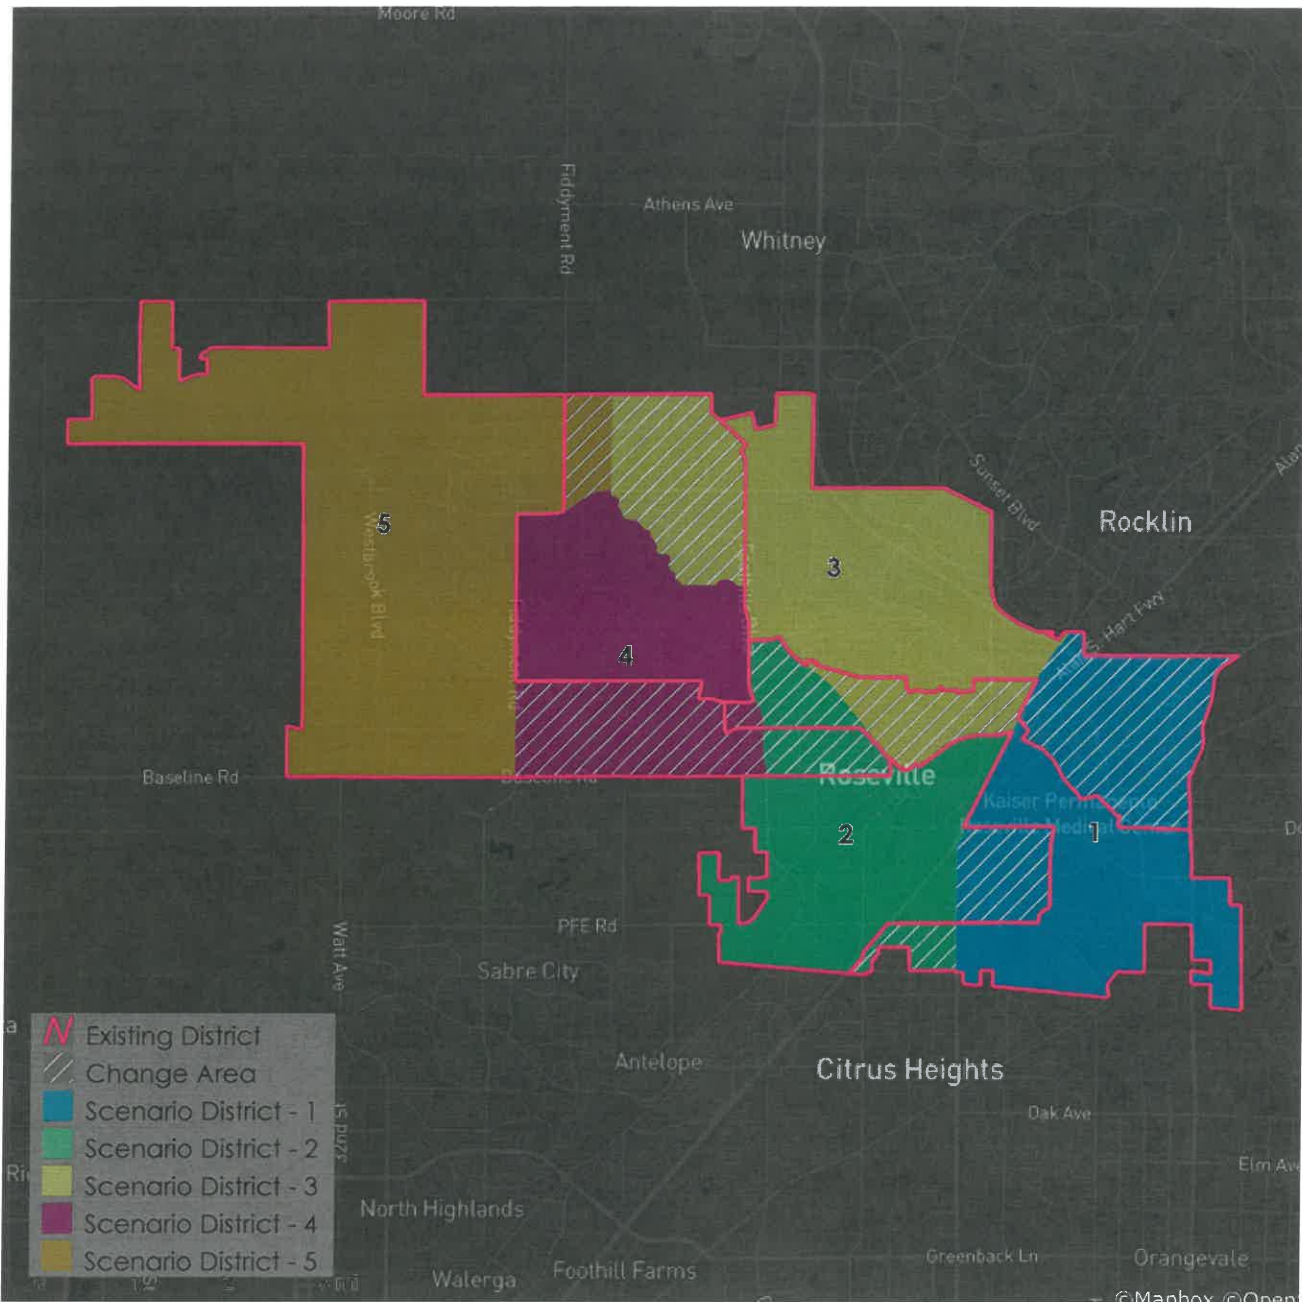 Moore Rd
Fiddyment Rd
Athens Ave
Whitney
Sunset Blvd
Rocklin
5
Westbrook Blvd
3
4
Baseline Rd
Roseville
Kaiser Permanente
2
1
PFE Rd
Watt Ave
Sabre City
Existing District
Change Area
Scenario District - 1
Scenario District - 2
Scenario District - 3
Scenario District - 4
Scenario District - 5
Antelope
Citrus Heights
Oak Ave
Elm Av
North Highlands
Greenback Ln
Orangevale
Foothill Farms
Walerga